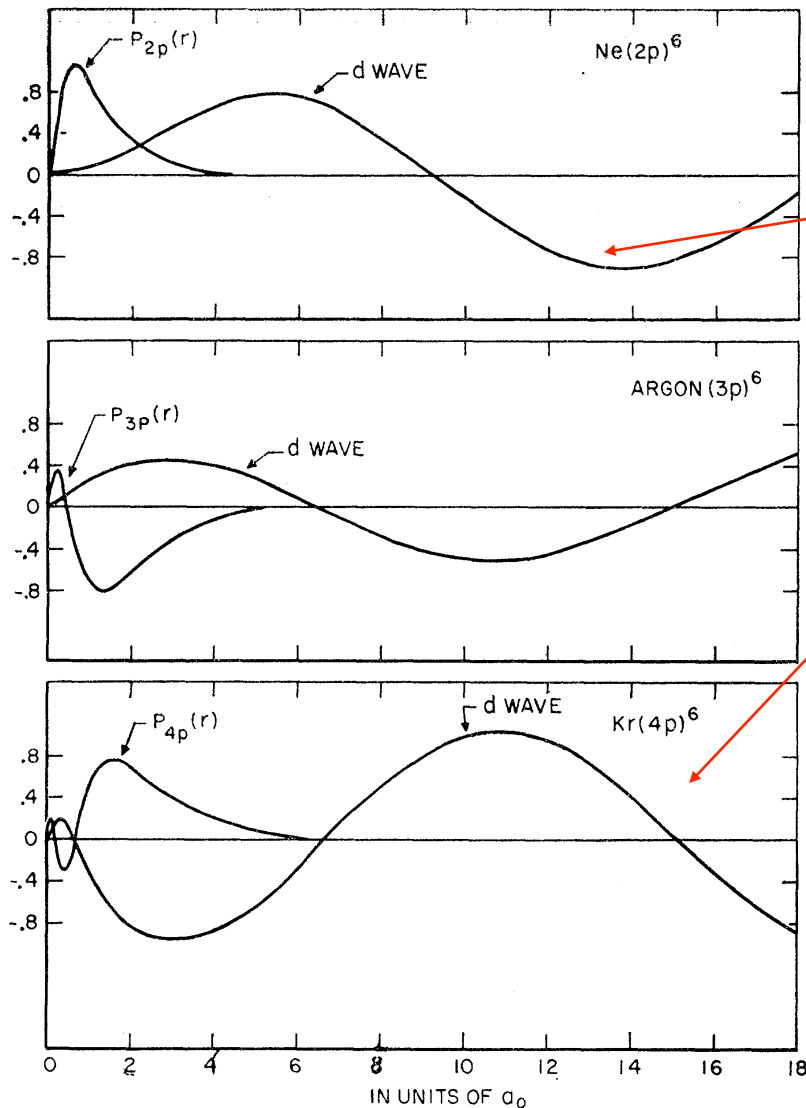 P2p(r)
d WAVE
Ne(2p)⁶
.8
.4
0
-.4
-.8
P3P(r)
d WAVE
ARGON (3p)⁶
.8
.4
0
-.4
-.8
P4p(r)
d WAVE
Kr(4p)⁶
.8
.4
0
-.4
-.8
0 2 4 6 8 10 12 14 16 18
IN UNITS OF a₀